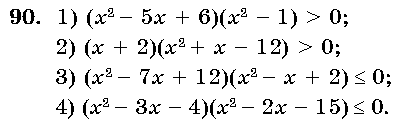 90. 1) (x² – 5x + 6)(x² – 1) > 0;
2) (x + 2)(x² + x – 12) > 0;
3) (x² – 7x + 12)(x² – x + 2) ≤ 0;
4) (x² – 3x – 4)(x² – 2x – 15) ≤ 0.